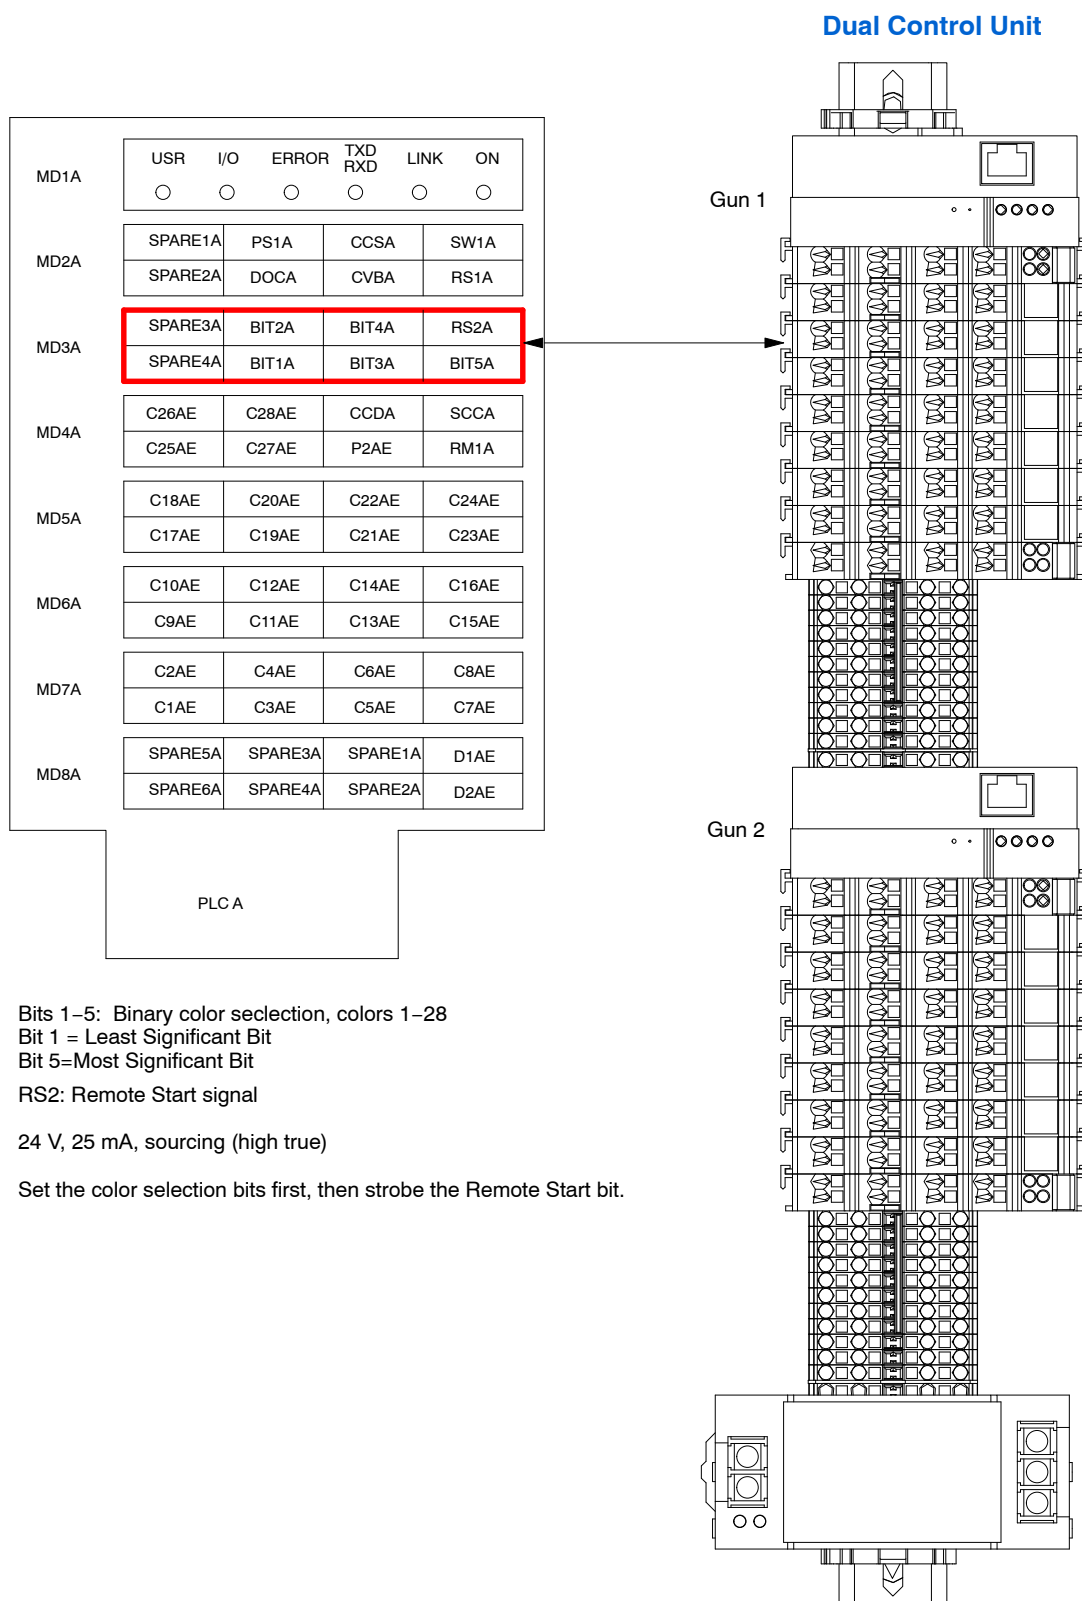 Dual Control Unit
MD1A
USR I/O ERROR TXD RXD LINK ON
Gun 1
MD2A
SPARE1A PS1A CCSA SW1A
SPARE2A DOCA CVBA RS1A
MD3A
SPARE3A BIT2A BIT4A RS2A
SPARE4A BIT1A BIT3A BIT5A
MD4A
C26AE C28AE CCDA SCCA
C25AE C27AE P2AE RM1A
MD5A
C18AE C20AE C22AE C24AE
C17AE C19AE C21AE C23AE
MD6A
C10AE C12AE C14AE C16AE
C9AE C11AE C13AE C15AE
MD7A
C2AE C4AE C6AE C8AE
C1AE C3AE C5AE C7AE
MD8A
SPARE5A SPARE3A SPARE1A D1AE
SPARE6A SPARE4A SPARE2A D2AE
Gun 2
PLC A
Bits 1–5: Binary color seclection, colors 1–28
Bit 1 = Least Significant Bit
Bit 5=Most Significant Bit
RS2: Remote Start signal
24 V, 25 mA, sourcing (high true)
Set the color selection bits first, then strobe the Remote Start bit.